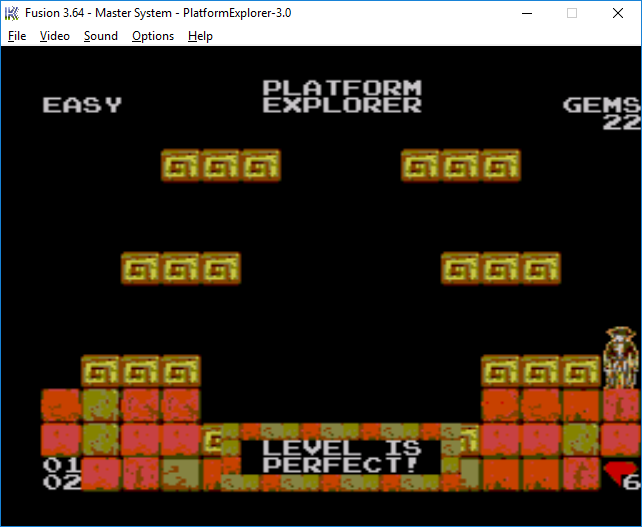 Fusion 3.64 - Master System - PlatformExplorer-3.0
File Video Sound Options Help
PLATFORM
EASY EXPLORER GEMS
22
LEVEL IS
01 PERFECT!
02 6